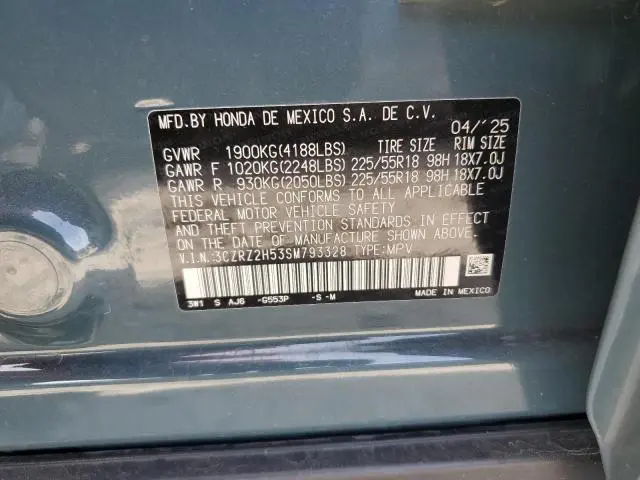 MFD.BY HONDA DE MEXICO S.A. DE C.V.
04/'25
GVWR 1900KG(4188LBS) TIRE SIZE RIM SIZE
GAWR F 1020KG(2248LBS) 225/55R18 98H 18X7.0J
GAWR R 930KG(2050LBS) 225/55R18 98H 18X7.0J
THIS VEHICLE CONFORMS TO ALL APPLICABLE
FEDERAL MOTOR VEHICLE SAFETY
AND THEFT PREVENTION STANDARDS IN EFFECT
ON THE DATE OF MANUFACTURE SHOWN ABOVE.
V.I.N.:3CZRZ2H53SM793328 TYPE:MPV
3W1 S AJ6 -G553P -S -M
MADE IN MEXICO